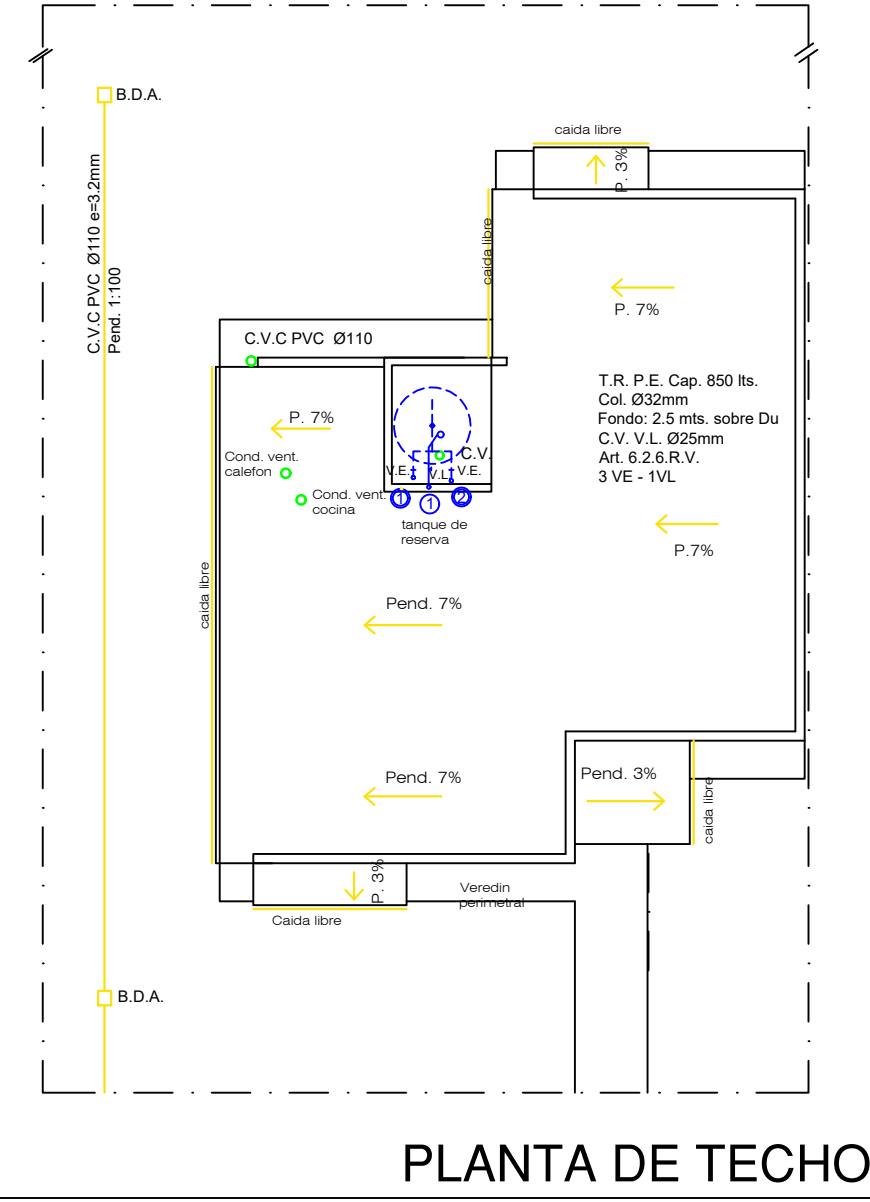 B.D.A.
C.V.C PVC Ø110 e=3.2mm
Pend. 1:100
caida libre
P. 3%
caida libre
P. 7%
C.V.C PVC Ø110
T.R. P.E. Cap. 850 lts.
Col. Ø32mm
Fondo: 2.5 mts. sobre Du
C.V. V.L. Ø25mm
Art. 6.2.6.R.V.
3 VE - 1VL
P. 7%
Cond. vent.
calefon
C.V.
V.E.
V.L.
V.E.
Cond. vent.
cocina
1
1
2
tanque de
reserva
P.7%
caida libre
Pend. 7%
Pend. 7%
Pend. 3%
caida libre
P. 3%
Veredin
perimetral
Caida libre
B.D.A.
PLANTA DE TECHO